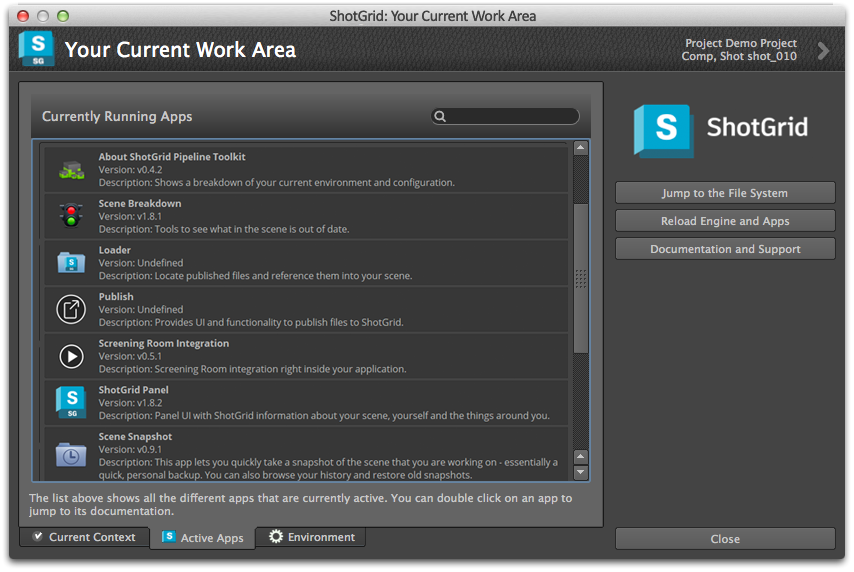 ShotGrid: Your Current Work Area
S
SG
Your Current Work Area
Project Demo Project
Comp, Shot shot_010
Currently Running Apps
About ShotGrid Pipeline Toolkit
Version: v0.4.2
Description: Shows a breakdown of your current environment and configuration.
Scene Breakdown
Version: v1.8.1
Description: Tools to see what in the scene is out of date.
Loader
Version: Undefined
Description: Locate published files and reference them into your scene.
Publish
Version: Undefined
Description: Provides UI and functionality to publish files to ShotGrid.
Screening Room Integration
Version: v0.5.1
Description: Screening Room integration right inside your application.
S
SG
ShotGrid Panel
Version: v1.8.2
Description: Panel UI with ShotGrid information about your scene, yourself and the things around you.
Scene Snapshot
Version: v0.9.1
Description: This app lets you quickly take a snapshot of the scene that you are working on - essentially a
quick, personal backup. You can also browse your history and restore old snapshots.
The list above shows all the different apps that are currently active. You can double click on an app to
jump to its documentation.
Current Context
S
Active Apps
Environment
S
ShotGrid
Jump to the File System
Reload Engine and Apps
Documentation and Support
Close